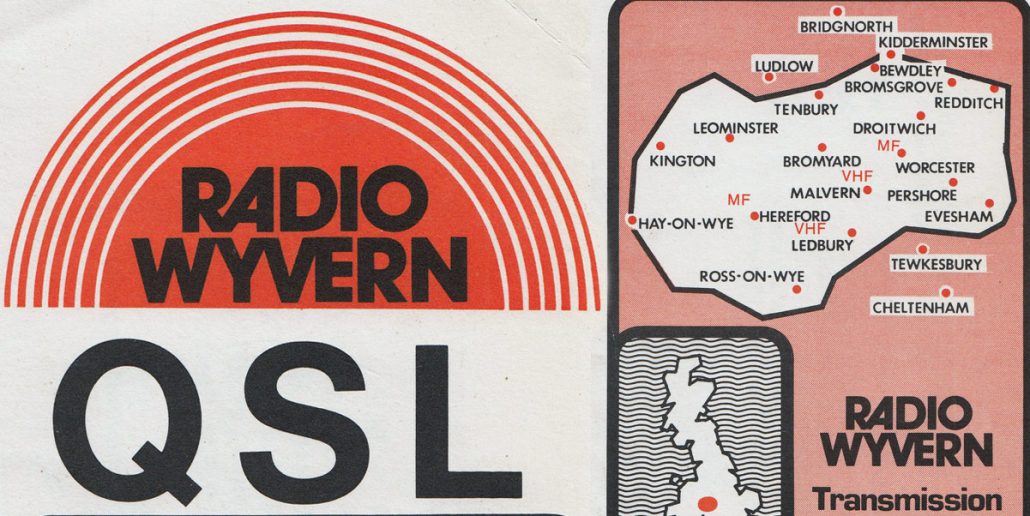 RADIO
WYVERN
QSL
BRIDGNORTH
KIDDERMINSTER
LUDLOW
BEWDLEY
BROMSGROVE
REDDITCH
TENBURY
LEOMINSTER
DROITWICH
MF
KINGTON
BROMYARD
WORCESTER
VHF
MALVERN
PERSHORE
MF
HEREFORD
EVESHAM
HAY-ON-WYE
VHF
LEDBURY
TEWKESBURY
ROSS-ON-WYE
CHELTENHAM
RADIO
WYVERN
Transmission